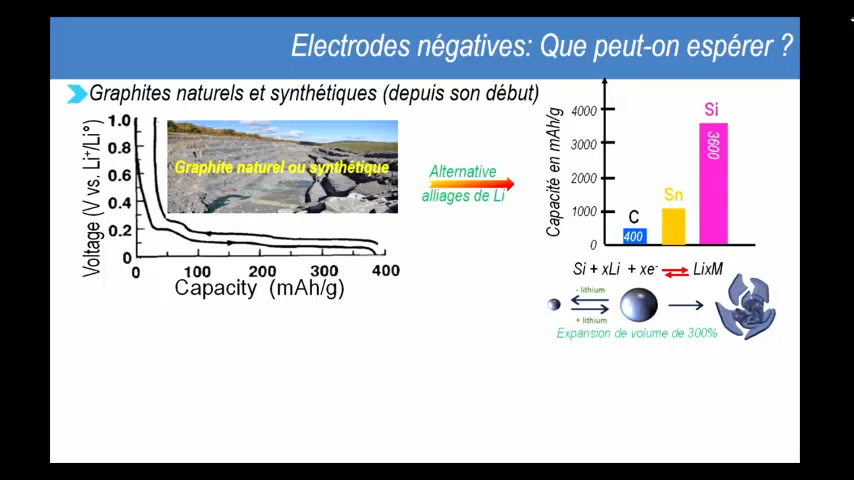 Electrodes négatives: Que peut-on espérer ?
Graphites naturels et synthétiques (depuis son début)
Voltage (V vs. Li⁺/Li°)
1.0
0.8
0.6
0.4
0.2
0
0
100
200
300
400
Capacity (mAh/g)
Graphite naturel ou synthétique
Alternative
alliages de Li
Capacité en mAh/g
4000
3000
2000
1000
0
C
400
Sn
Si
3600
Si + xLi + xe⁻ LixM
- lithium
+ lithium
Expansion de volume de 300%